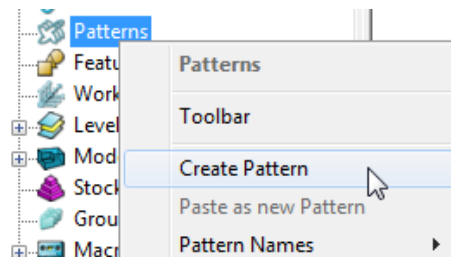 Patterns
Featu
Patterns
Work
Level
Toolbar
Mod
Create Pattern
Stock
Paste as new Pattern
Grou
Pattern Names
Macr